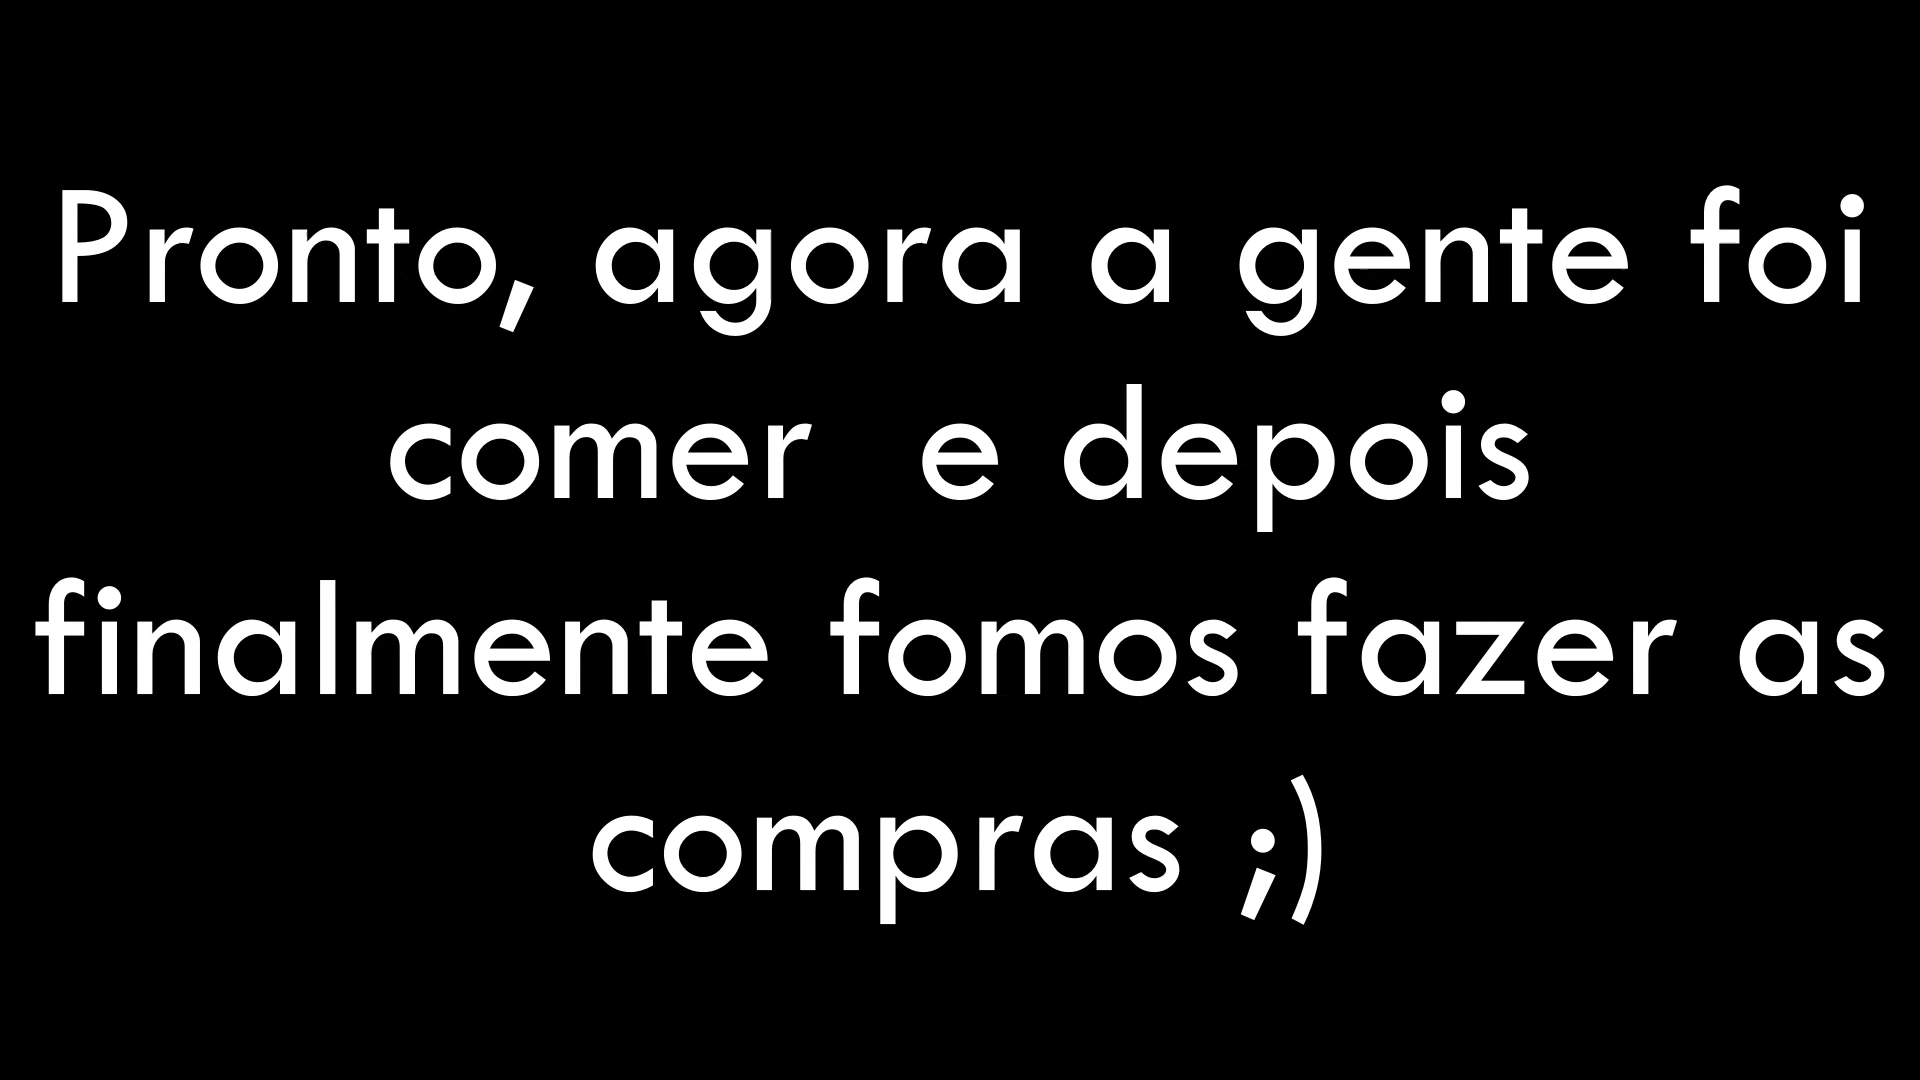 Pronto, agora a gente foi
comer  e depois
finalmente fomos fazer as
compras ;)